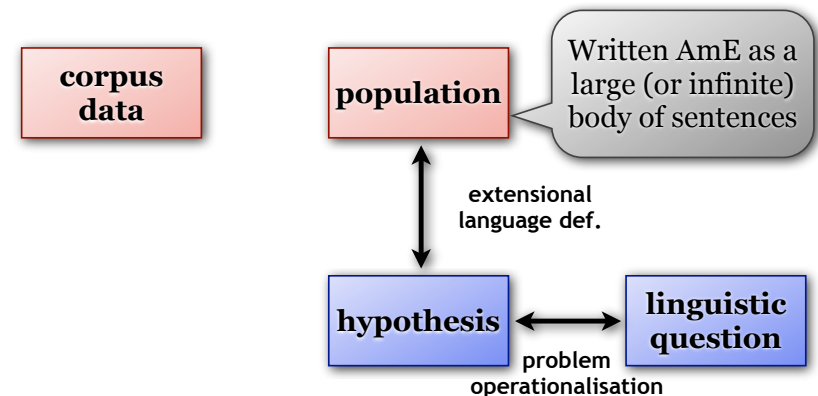 corpus
data
population
Written AmE as a
large (or infinite)
body of sentences
extensional
language def.
hypothesis
linguistic
question
problem
operationalisation